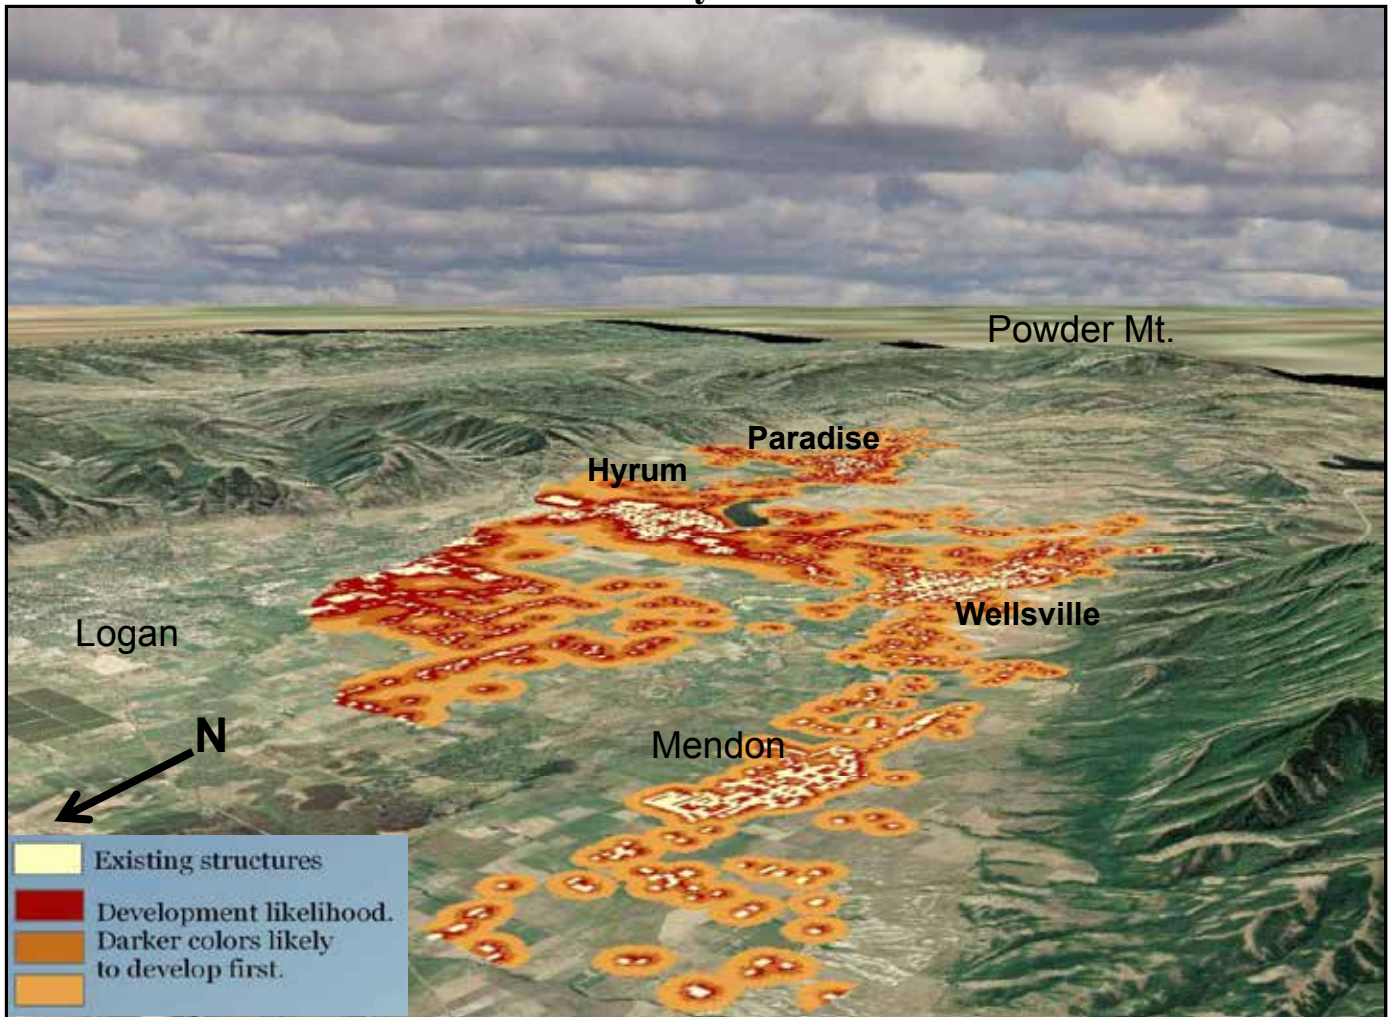 Powder Mt.
Paradise
Hyrum
Wellsville
Logan
N
Mendon
Existing structures
Development likelihood.
Darker colors likely
to develop first.